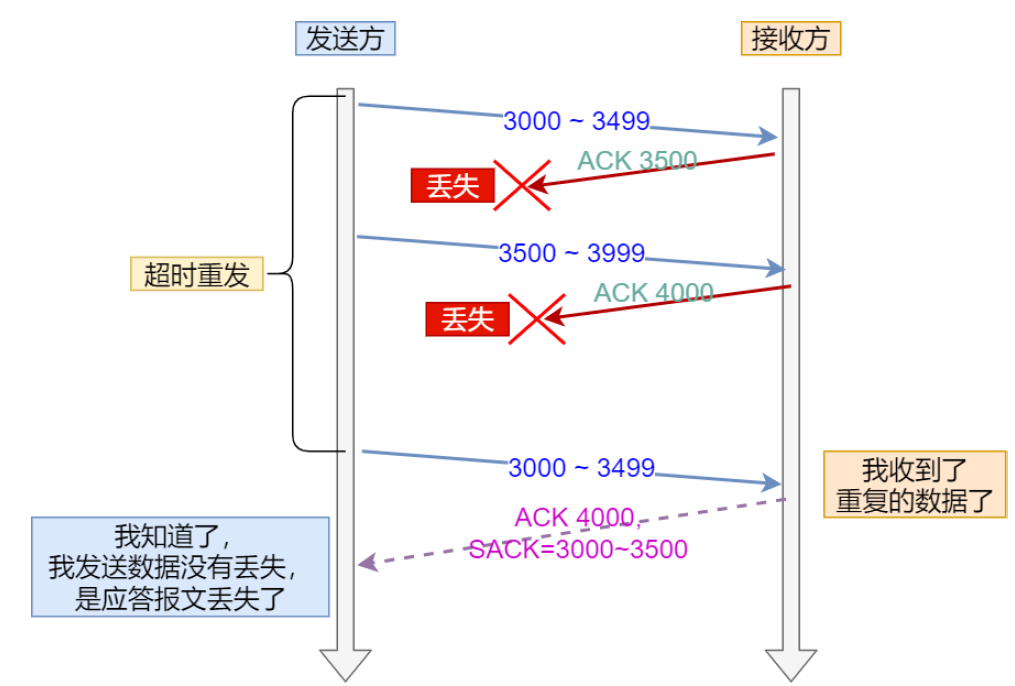 发送方
接收方
3000 ~ 3499
ACK 3500
丢失
3500 ~ 3999
超时重发
ACK 4000
丢失
3000 ~ 3499
我收到了
重复的数据了
ACK 4000,
SACK=3000~3500
我知道了，
我发送数据没有丢失，
是应答报文丢失了